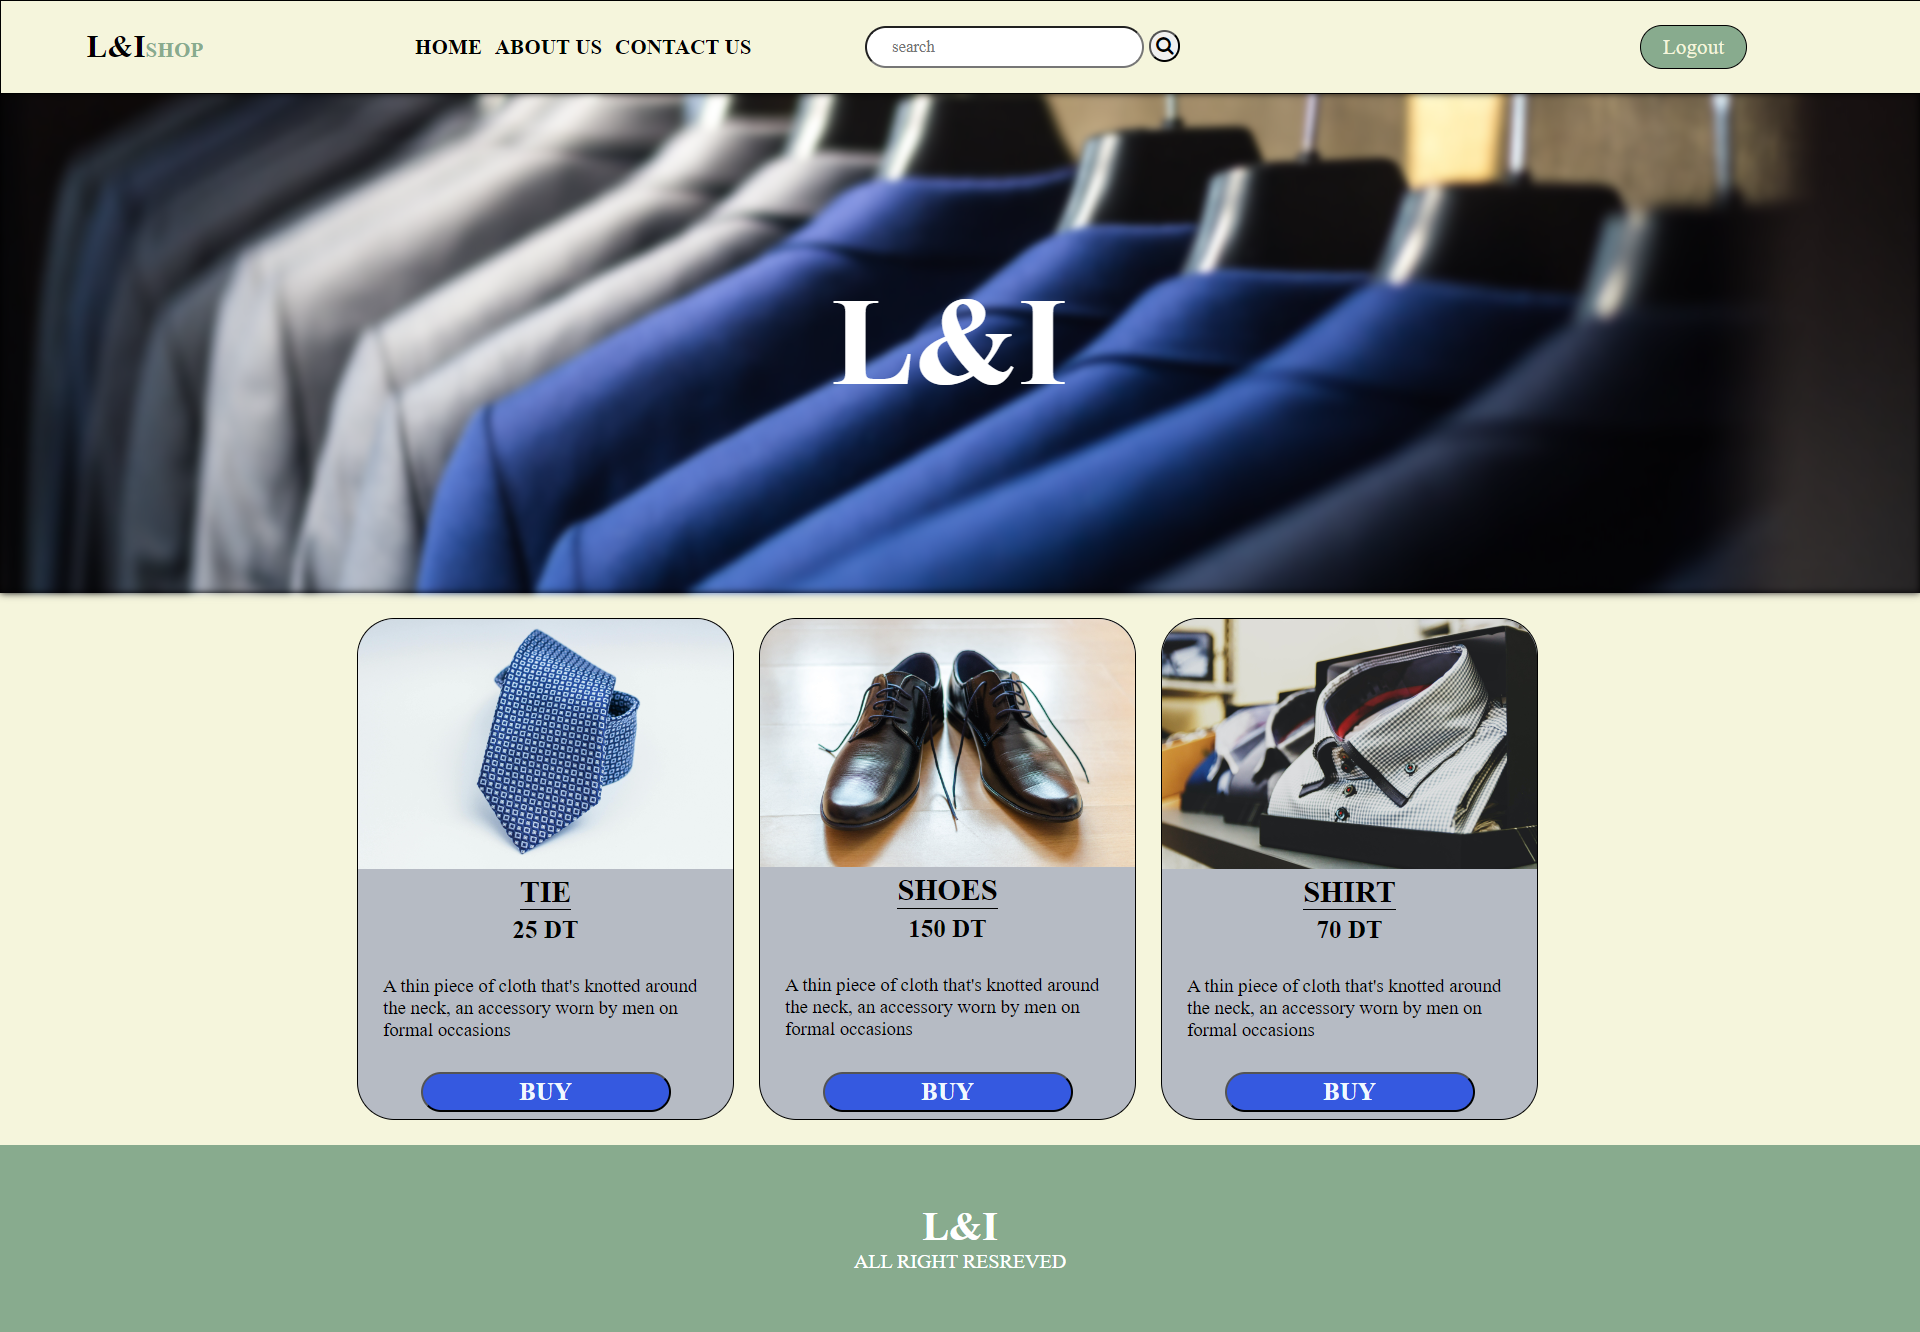 L&ISHOP HOME ABOUT US CONTACT US search Logout
L&I
TIE
25 DT
A thin piece of cloth that's knotted around
the neck, an accessory worn by men on
formal occasions
BUY
SHOES
150 DT
A thin piece of cloth that's knotted around
the neck, an accessory worn by men on
formal occasions
BUY
SHIRT
70 DT
A thin piece of cloth that's knotted around
the neck, an accessory worn by men on
formal occasions
BUY
L&I
ALL RIGHT RESREVED